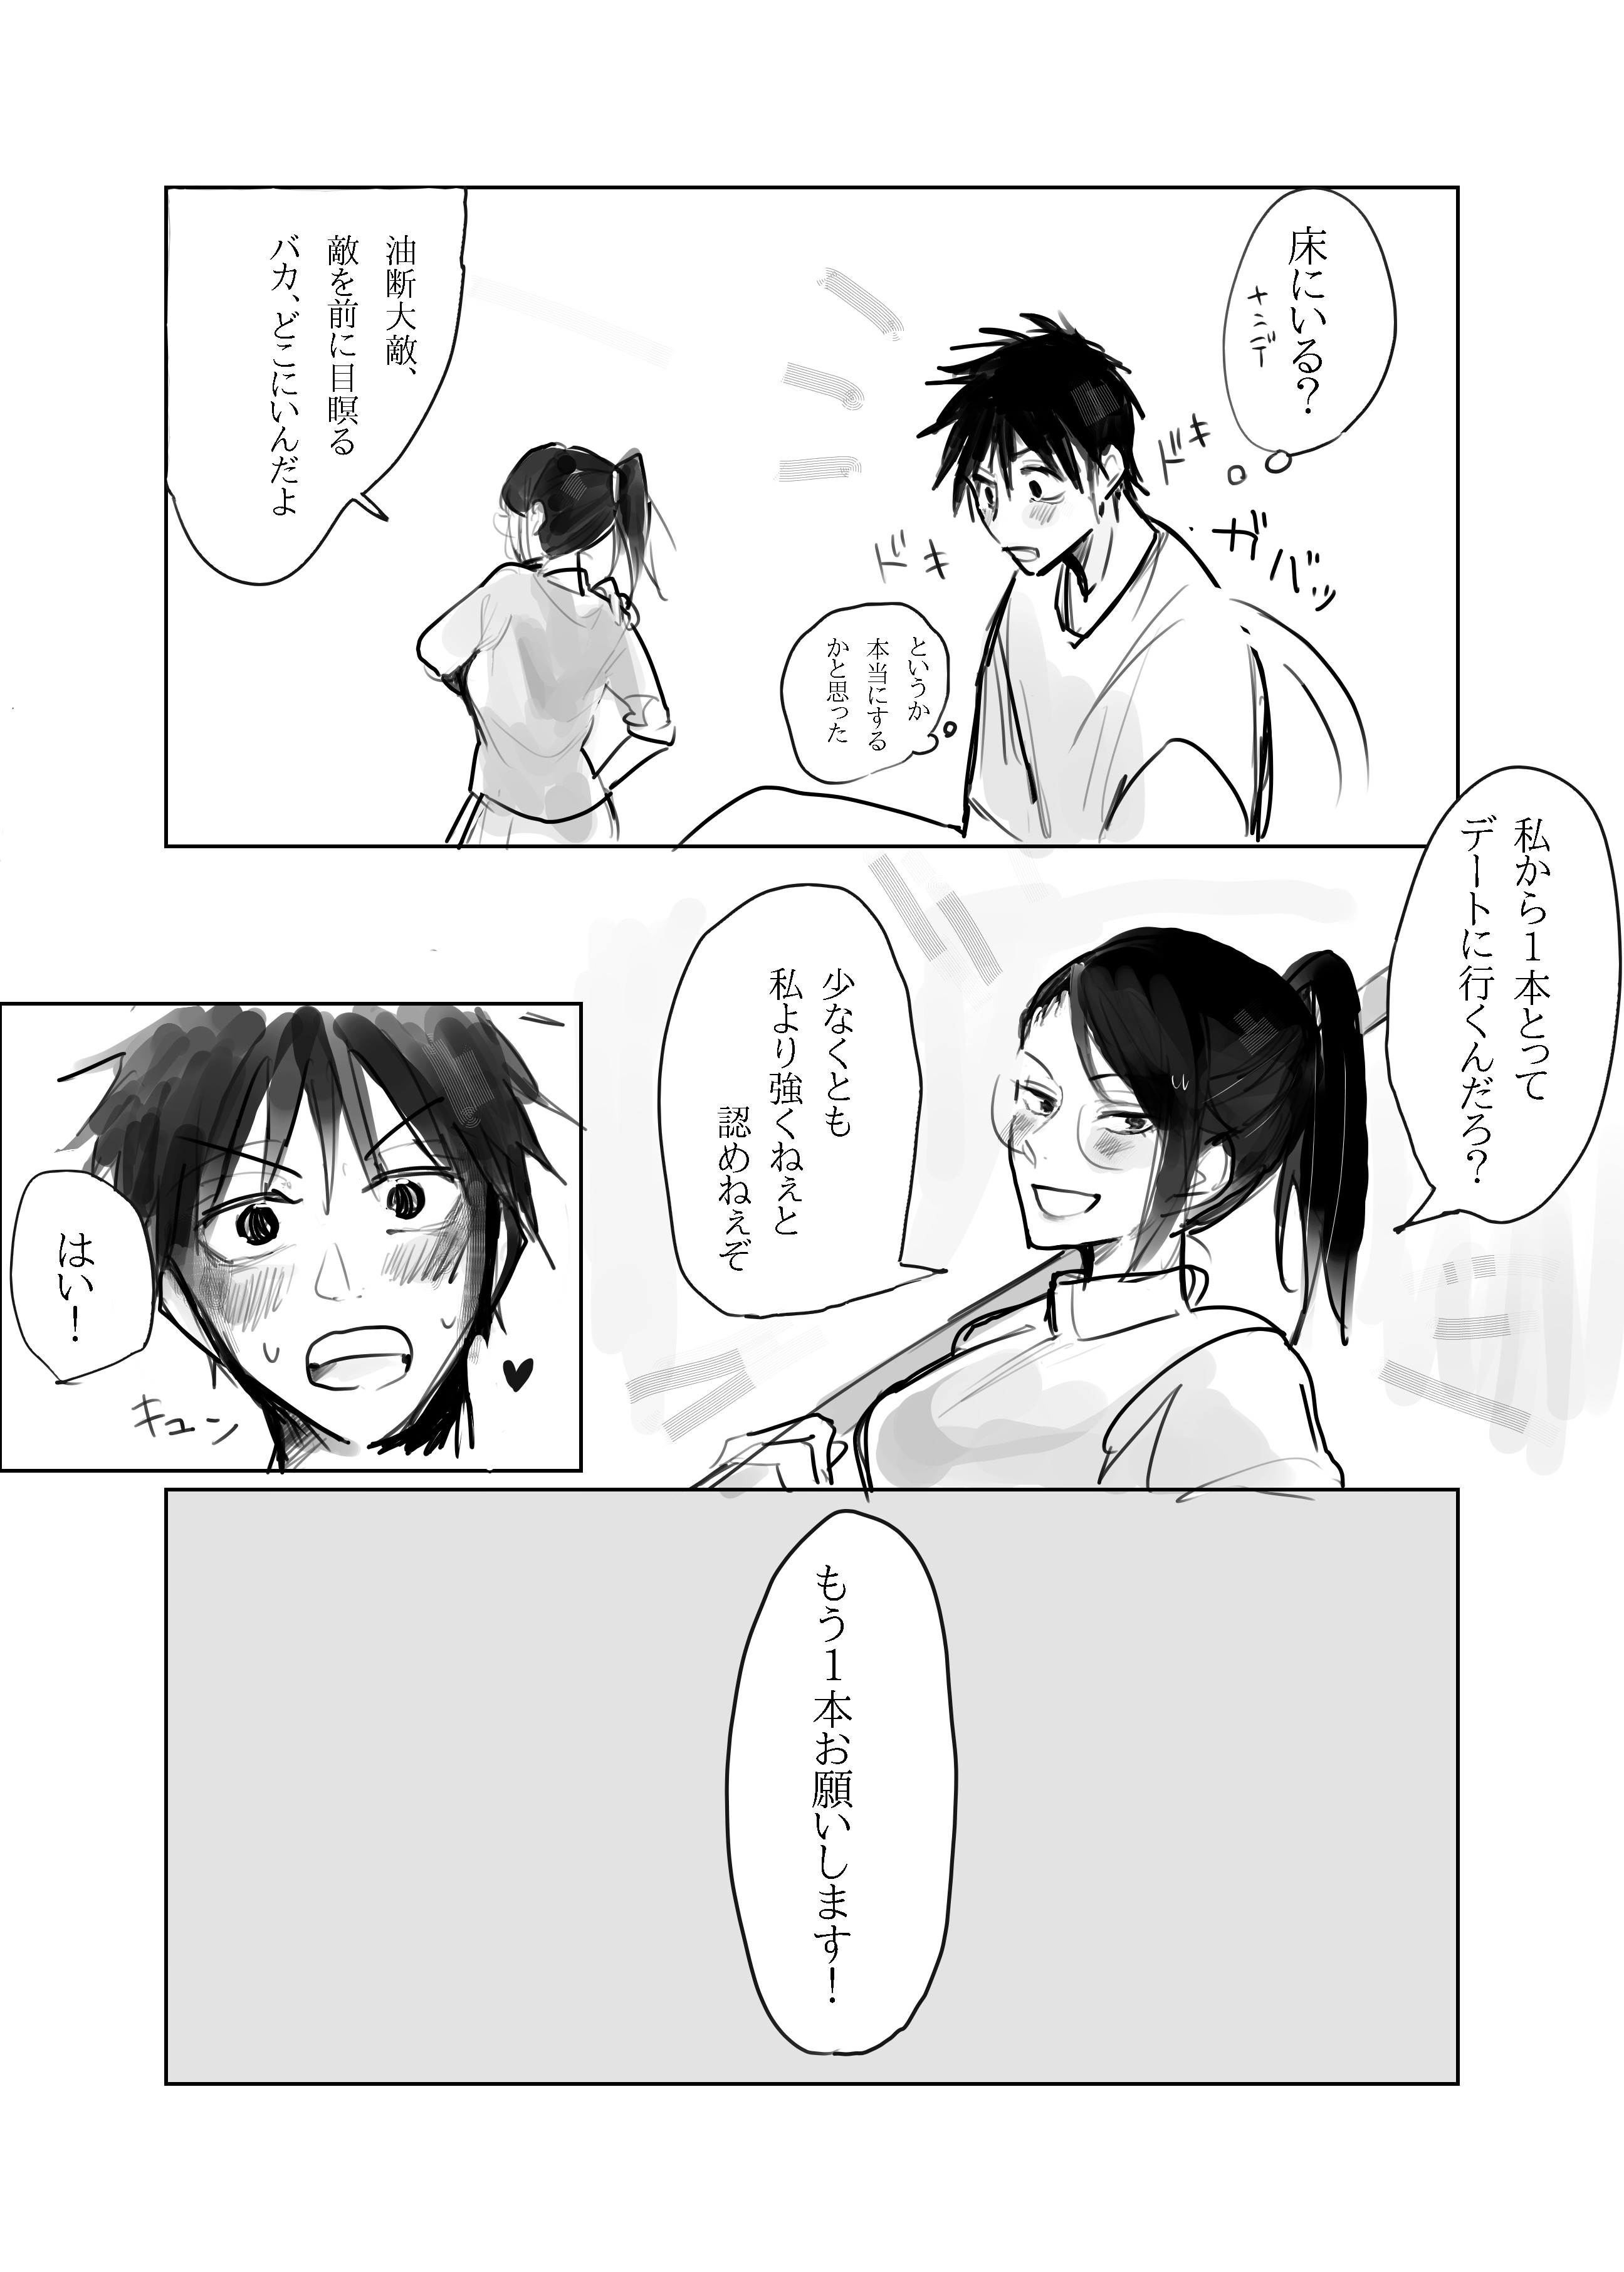 床にいる？
ナンデ
ドキ
ドキ
ガバッ
というか
本当にする
かと思った
油断大敵、
敵を前に目瞑る
バカ、どこにいんだよ
私から１本とって
デートに行くんだろ？
少なくとも
私より強くねぇと
認めねぇぞ
はい！
キュン
もう１本お願いします！